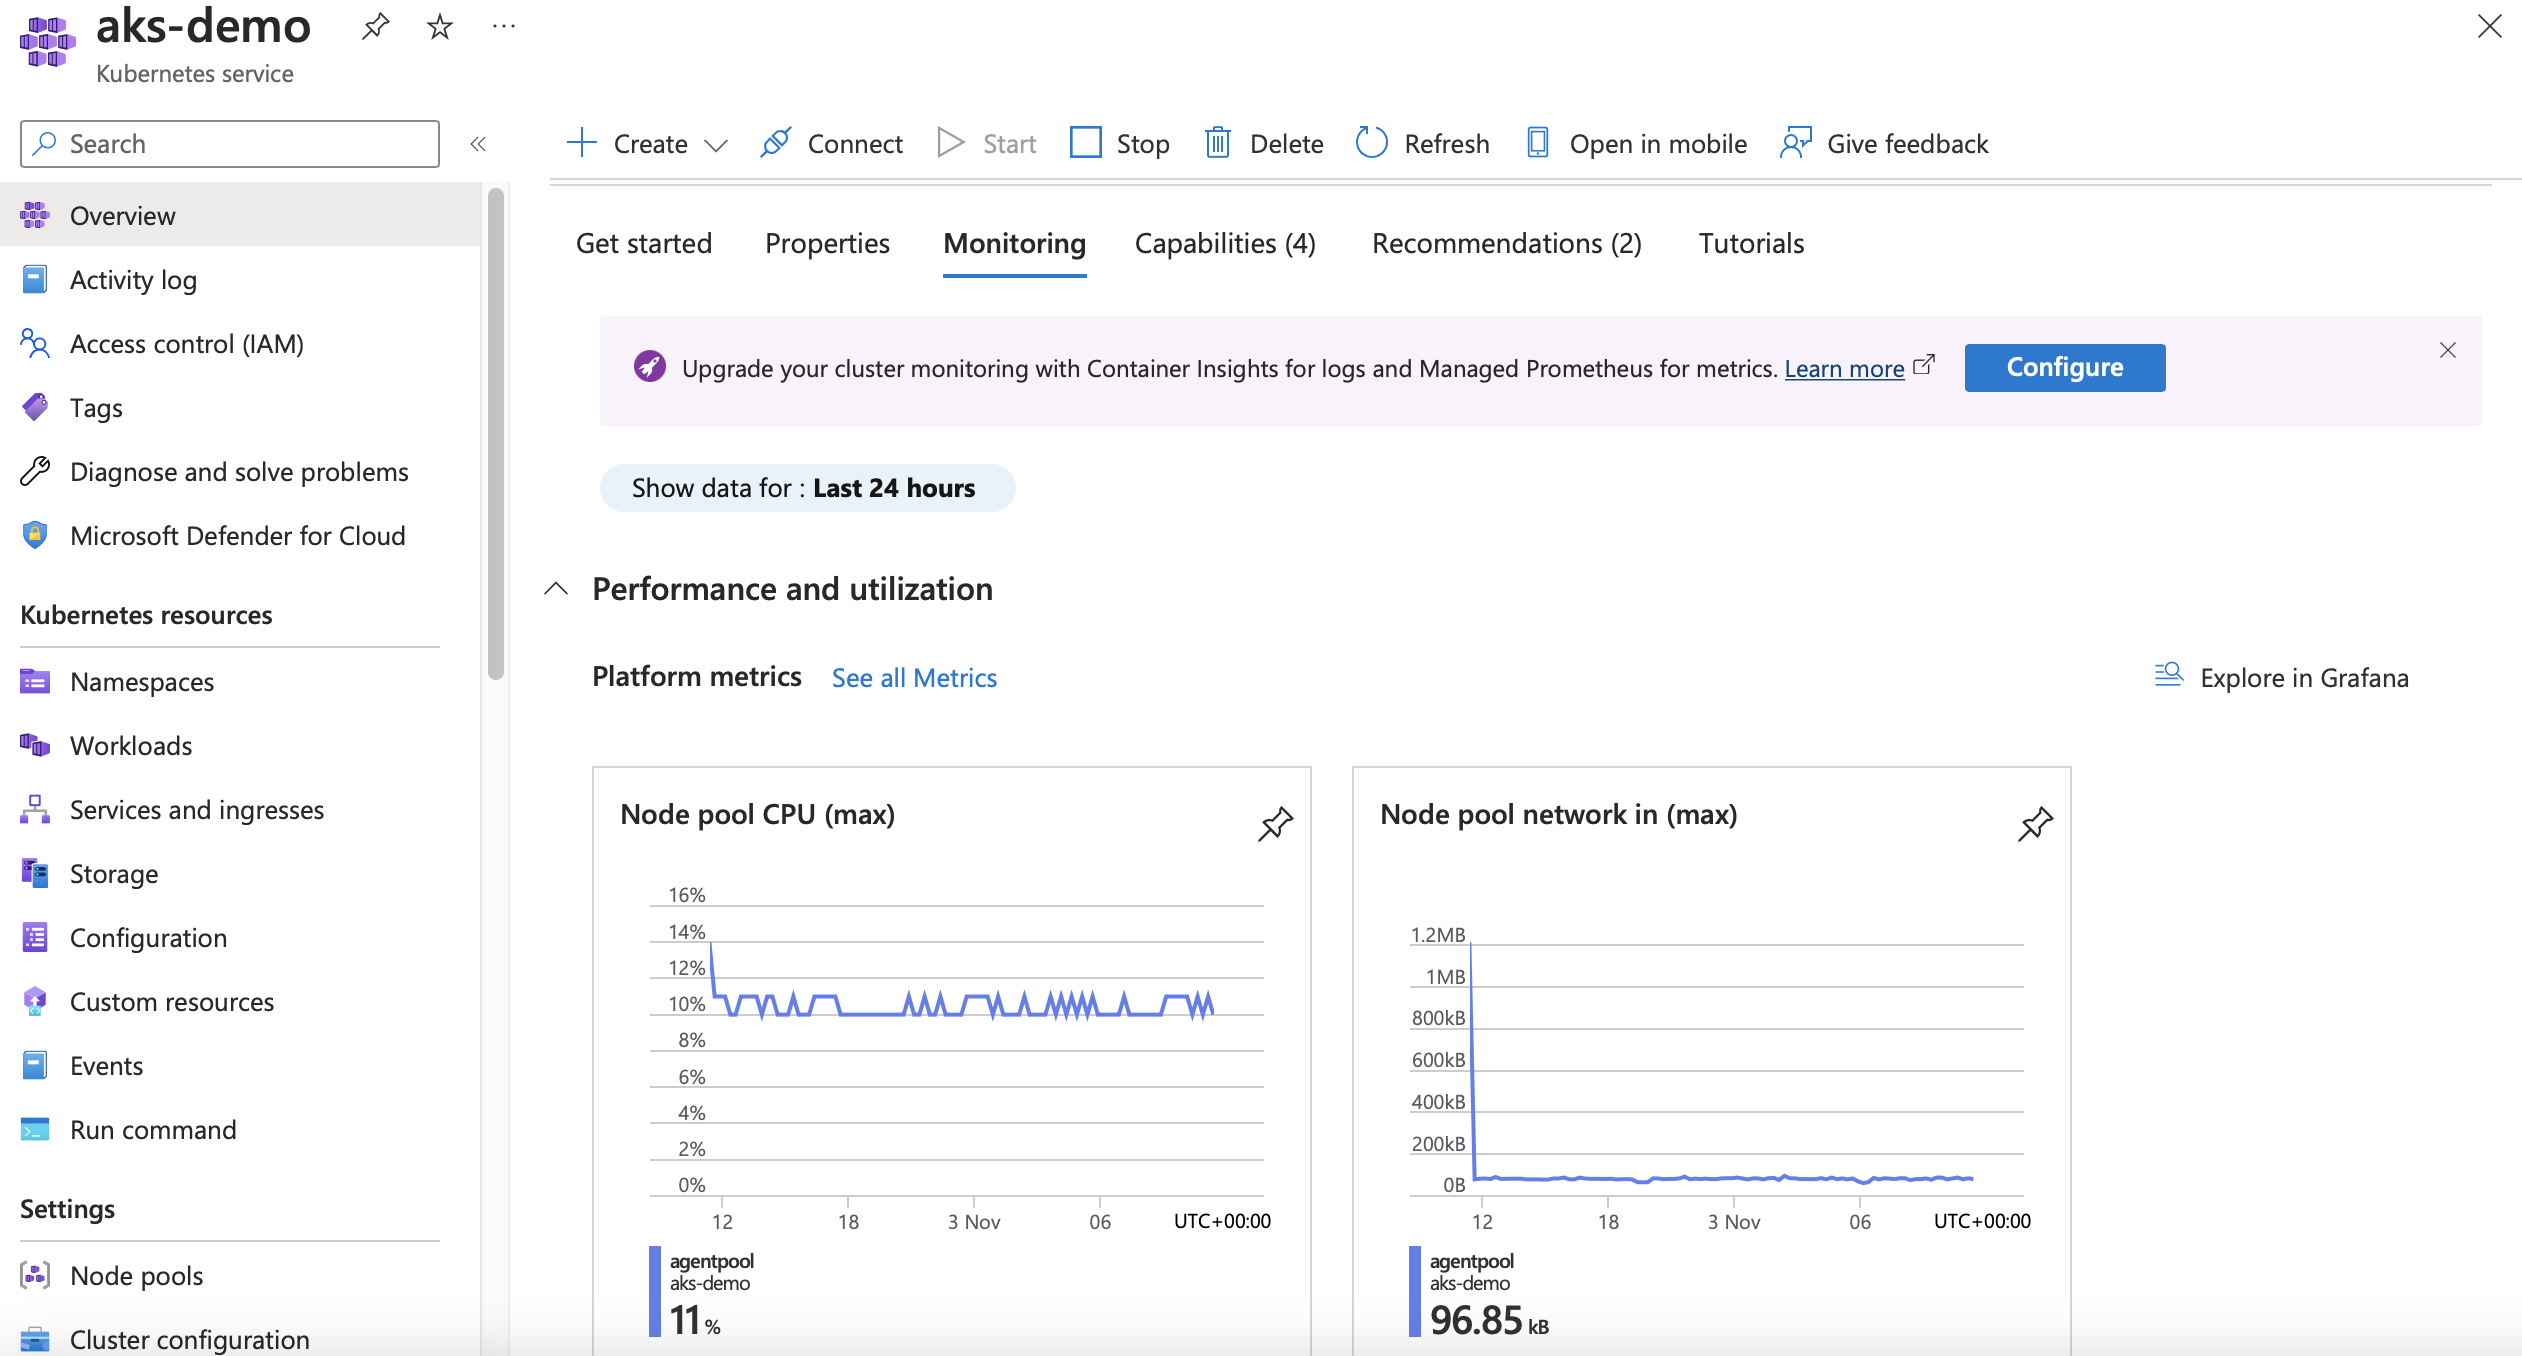 aks-demo
Kubernetes service
Search
Create
Connect
Start
Stop
Delete
Refresh
Open in mobile
Give feedback
Overview
Activity log
Access control (IAM)
Tags
Diagnose and solve problems
Microsoft Defender for Cloud
Kubernetes resources
Namespaces
Workloads
Services and ingresses
Storage
Configuration
Custom resources
Events
Run command
Settings
Node pools
Cluster configuration
Get started
Properties
Monitoring
Capabilities (4)
Recommendations (2)
Tutorials
Upgrade your cluster monitoring with Container Insights for logs and Managed Prometheus for metrics. Learn more
Configure
Show data for : Last 24 hours
Performance and utilization
Platform metrics
See all Metrics
Explore in Grafana
Node pool CPU (max)
16%
14%
12%
10%
8%
6%
4%
2%
0%
12
18
3 Nov
06
UTC+00:00
agentpool
aks-demo
11 %
Node pool network in (max)
1.2MB
1MB
800kB
600kB
400kB
200kB
0B
12
18
3 Nov
06
UTC+00:00
agentpool
aks-demo
96.85 kB